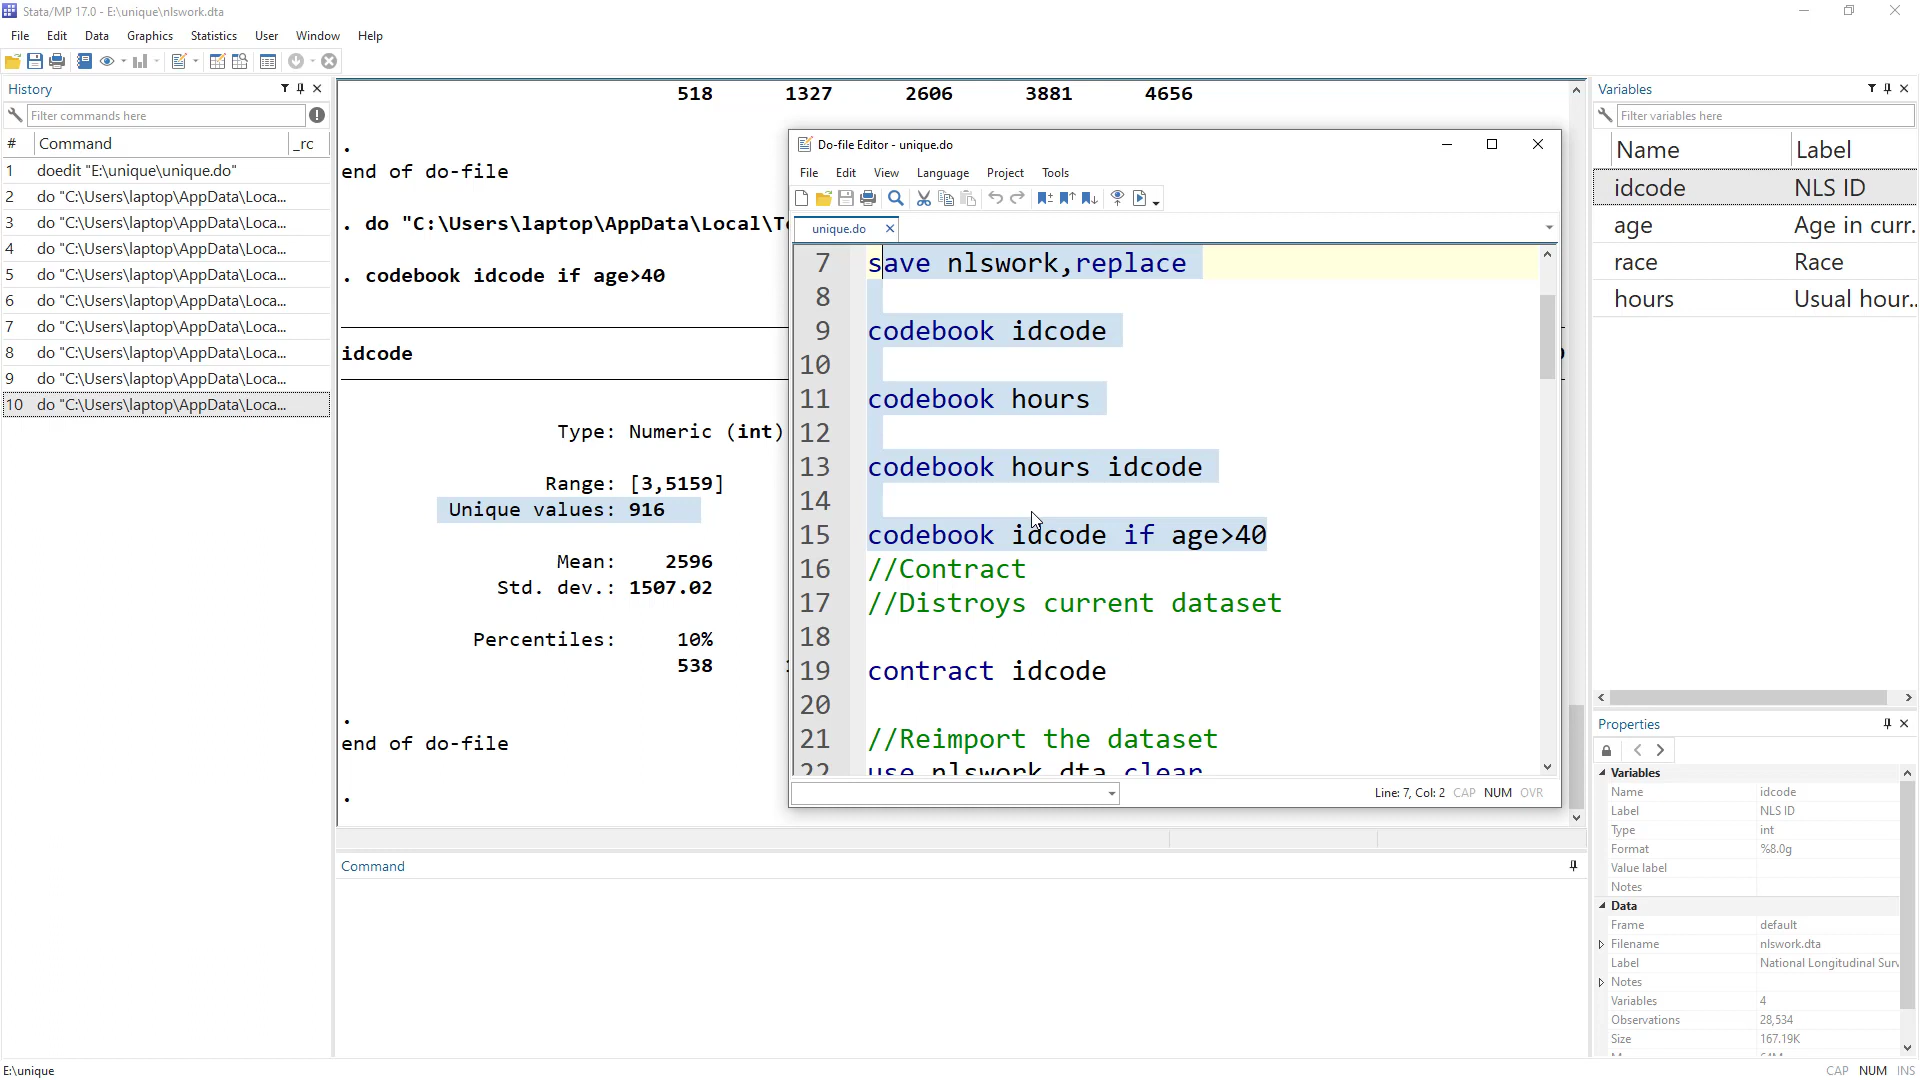 Stata/MP 17.0 - E:\unique\nlswork.dta
File Edit Data Graphics Statistics User Window Help
History
Filter commands here
# Command _rc
1 doedit "E:\unique\unique.do"
2 do "C:\Users\laptop\AppData\Loca...
3 do "C:\Users\laptop\AppData\Loca...
4 do "C:\Users\laptop\AppData\Loca...
5 do "C:\Users\laptop\AppData\Loca...
6 do "C:\Users\laptop\AppData\Loca...
7 do "C:\Users\laptop\AppData\Loca...
8 do "C:\Users\laptop\AppData\Loca...
9 do "C:\Users\laptop\AppData\Loca...
10 do "C:\Users\laptop\AppData\Loca...
518 1327 2606 3881 4656
.
end of do-file
. do "C:\Users\laptop\AppData\Local\T
. codebook idcode if age>40
idcode
Type: Numeric (int)
Range: [3,5159]
Unique values: 916
Mean: 2596
Std. dev.: 1507.02
Percentiles: 10%
538
.
end of do-file
.
Do-file Editor - unique.do
File Edit View Language Project Tools
unique.do
7 save nlswork,replace
8
9 codebook idcode
10
11 codebook hours
12
13 codebook hours idcode
14
15 codebook idcode if age>40
16 //Contract
17 //Distroys current dataset
18
19 contract idcode
20
21 //Reimport the dataset
22 use nlswork.dta,clear
Line: 7, Col: 2 CAP NUM OVR
Command
Variables
Filter variables here
Name Label
idcode NLS ID
age Age in curr...
race Race
hours Usual hour...
Properties
Variables
Name idcode
Label NLS ID
Type int
Format %8.0g
Value label
Notes
Data
Frame default
Filename nlswork.dta
Label National Longitudinal Surv
Notes
Variables 4
Observations 28,534
Size 167.19K
E:\unique
CAP NUM INS